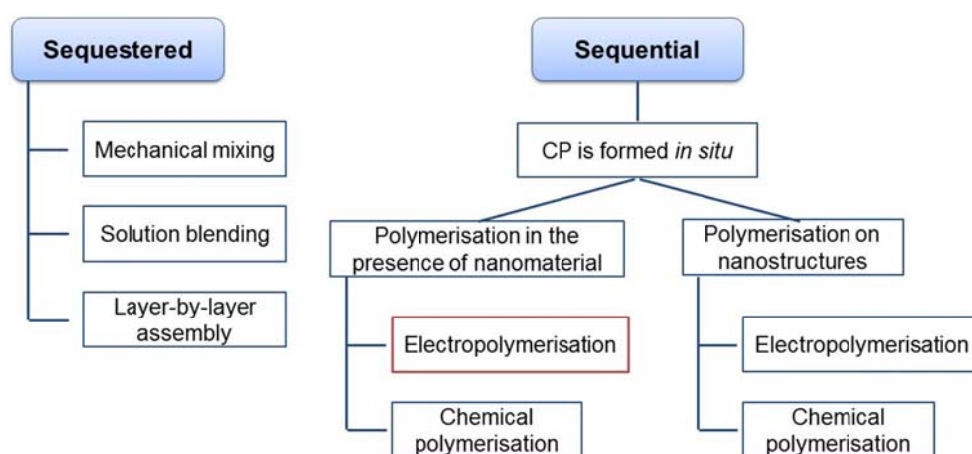 Sequestered
Mechanical mixing
Solution blending
Layer-by-layer
assembly
Sequential
CP is formed in situ
Polymerisation in the
presence of nanomaterial
Electropolymerisation
Chemical
polymerisation
Polymerisation on
nanostructures
Electropolymerisation
Chemical
polymerisation